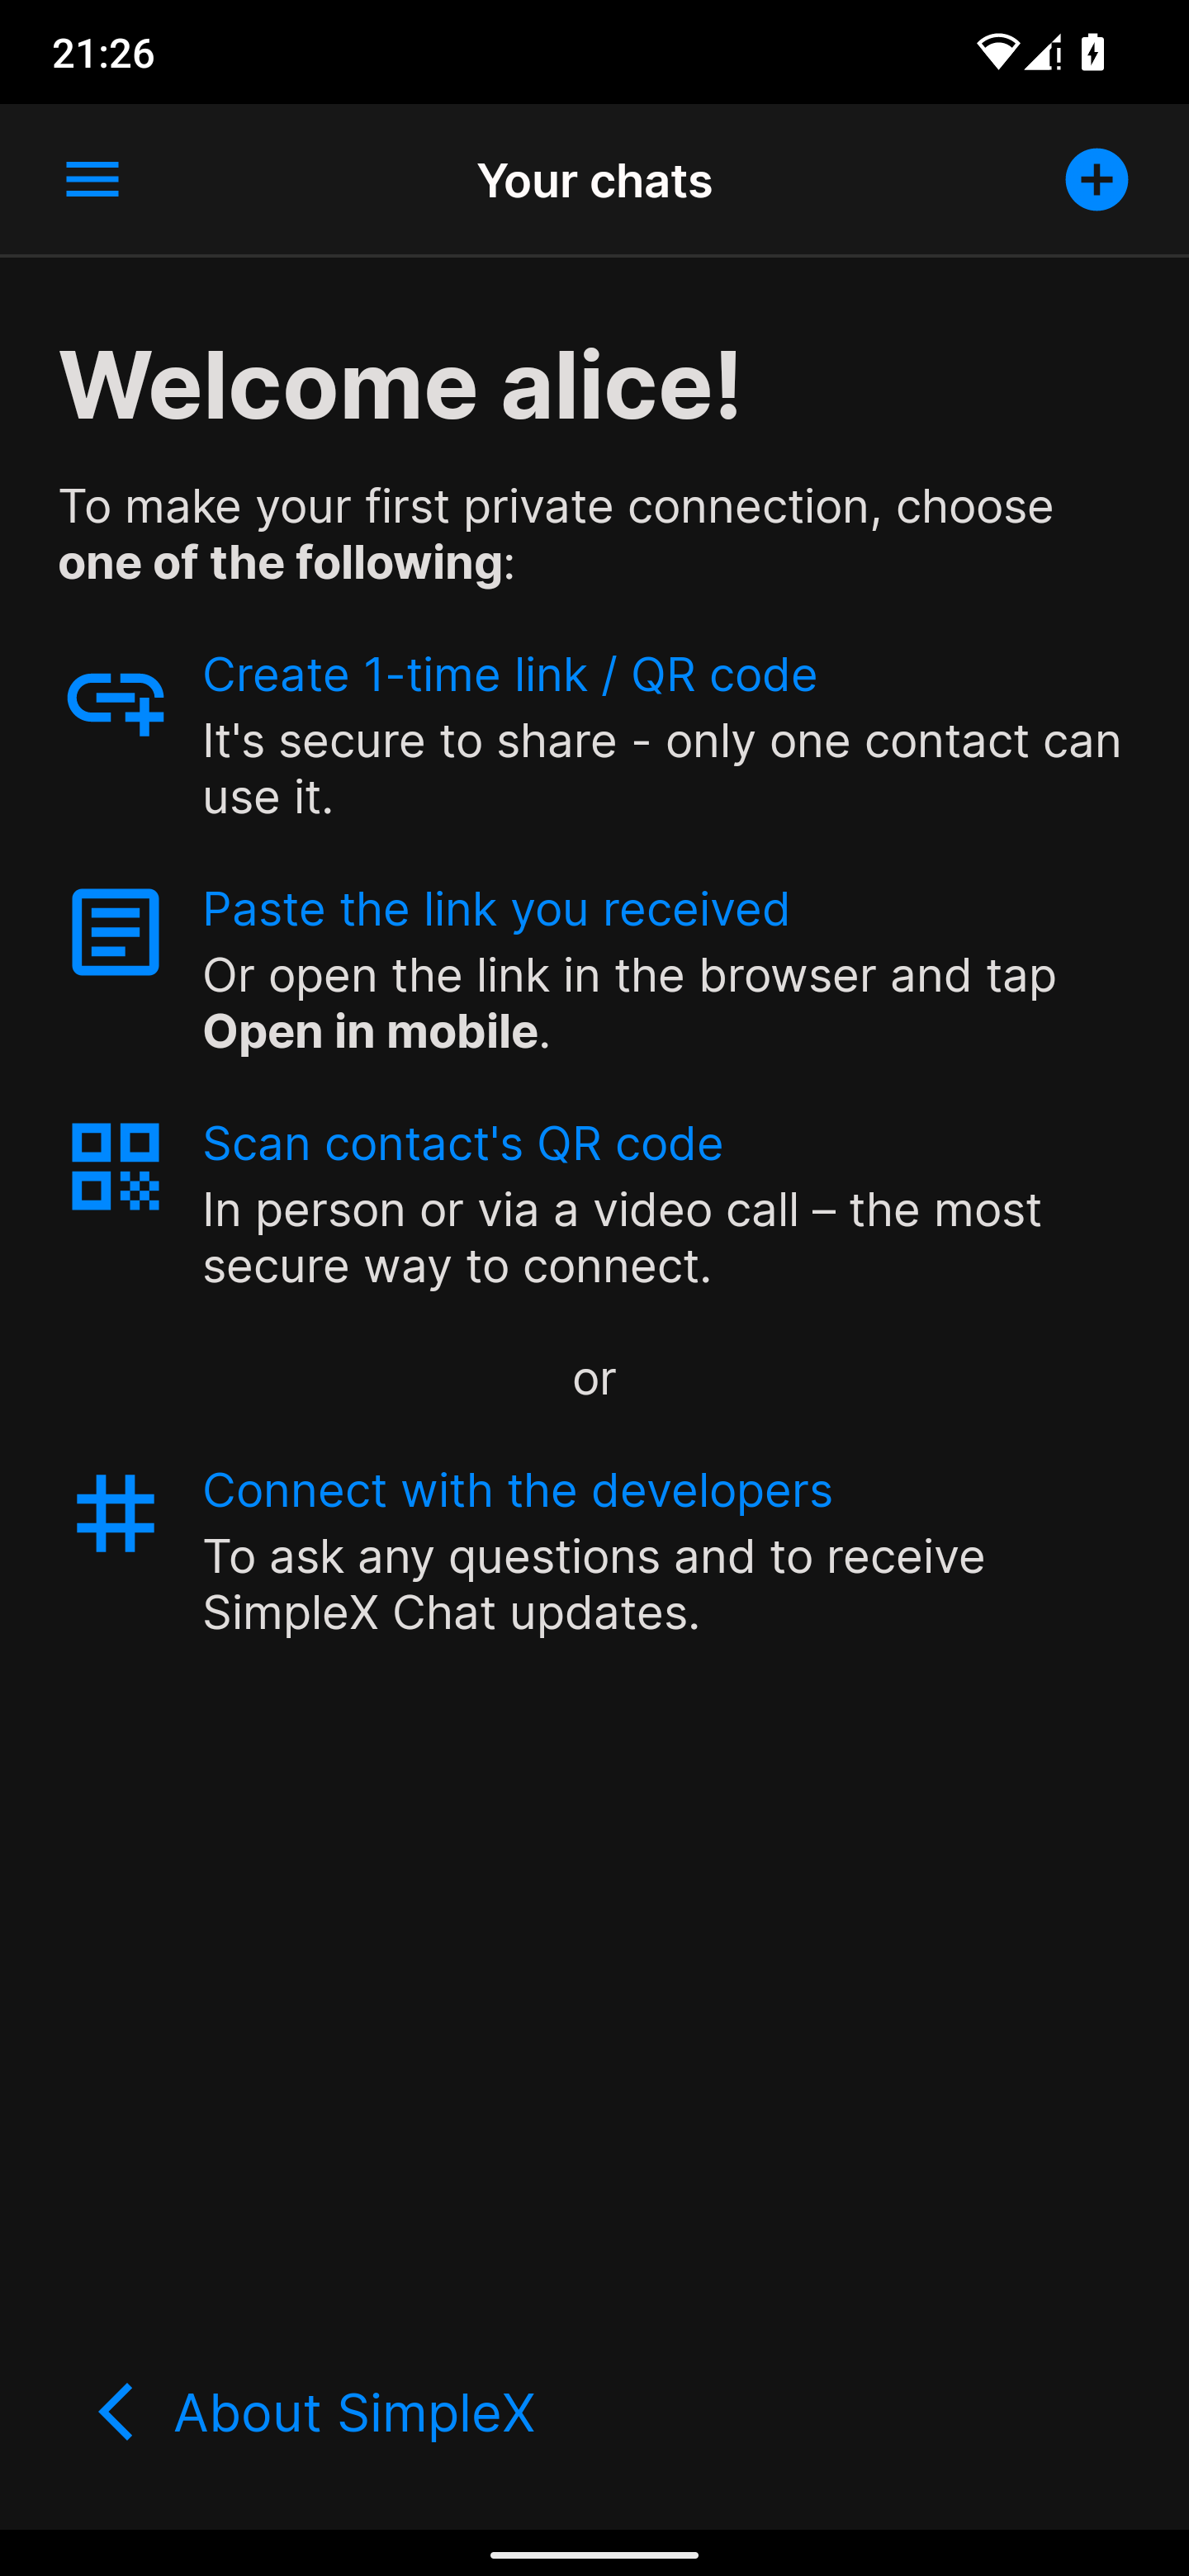 21:26
Your chats
Welcome alice!
To make your first private connection, choose
one of the following:
Create 1-time link / QR code
It's secure to share - only one contact can
use it.
Paste the link you received
Or open the link in the browser and tap
Open in mobile.
Scan contact's QR code
In person or via a video call – the most
secure way to connect.
or
Connect with the developers
To ask any questions and to receive
SimpleX Chat updates.
About SimpleX